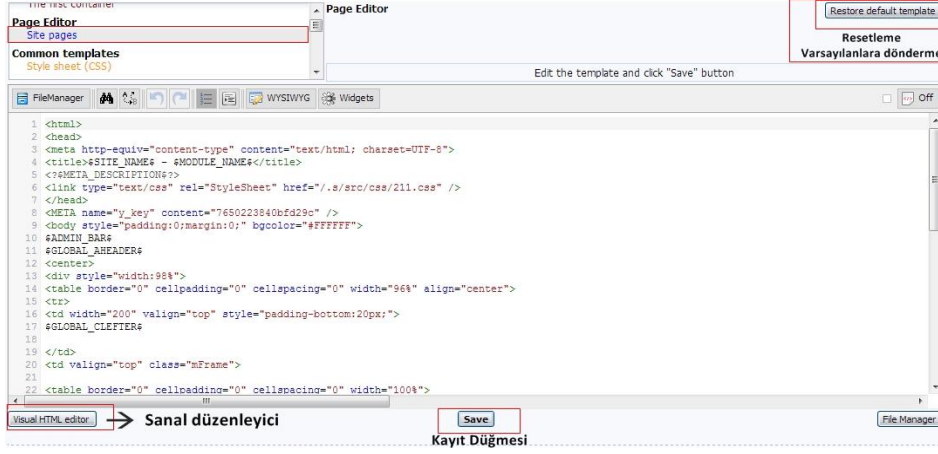 The first container
Page Editor
Site pages
Common templates
Style sheet (CSS)
Page Editor
Restore default template
Resetleme
Varsayılanlara dönderme
Edit the template and click "Save" button
FileManager WYSIWYG Widgets Off
1 <html>
2 <head>
3 <meta http-equiv="content-type" content="text/html; charset=UTF-8">
4 <title>$SITE_NAME$ - $MODULE_NAME$</title>
5 <?$META_DESCRIPTION$?>
6 <link type="text/css" rel="StyleSheet" href="/.s/src/css/211.css" />
7 </head>
8 <META name="y_key" content="7650223840bfd29c" />
9 <body style="padding:0;margin:0;" bgcolor="#FFFFFF">
10 $ADMIN_BAR$
11 $GLOBAL_AHEADER$
12 <center>
13 <div style="width:98%">
14 <table border="0" cellpadding="0" cellspacing="0" width="96%" align="center">
15 <tr>
16 <td width="200" valign="top" style="padding-bottom:20px;">
17 $GLOBAL_CLEFTER$
18
19 </td>
20 <td valign="top" class="mFrame">
21
22 <table border="0" cellpadding="0" cellspacing="0" width="100%">
Visual HTML editor Sanal düzenleyici Save File Manager
Kayıt Düğmesi